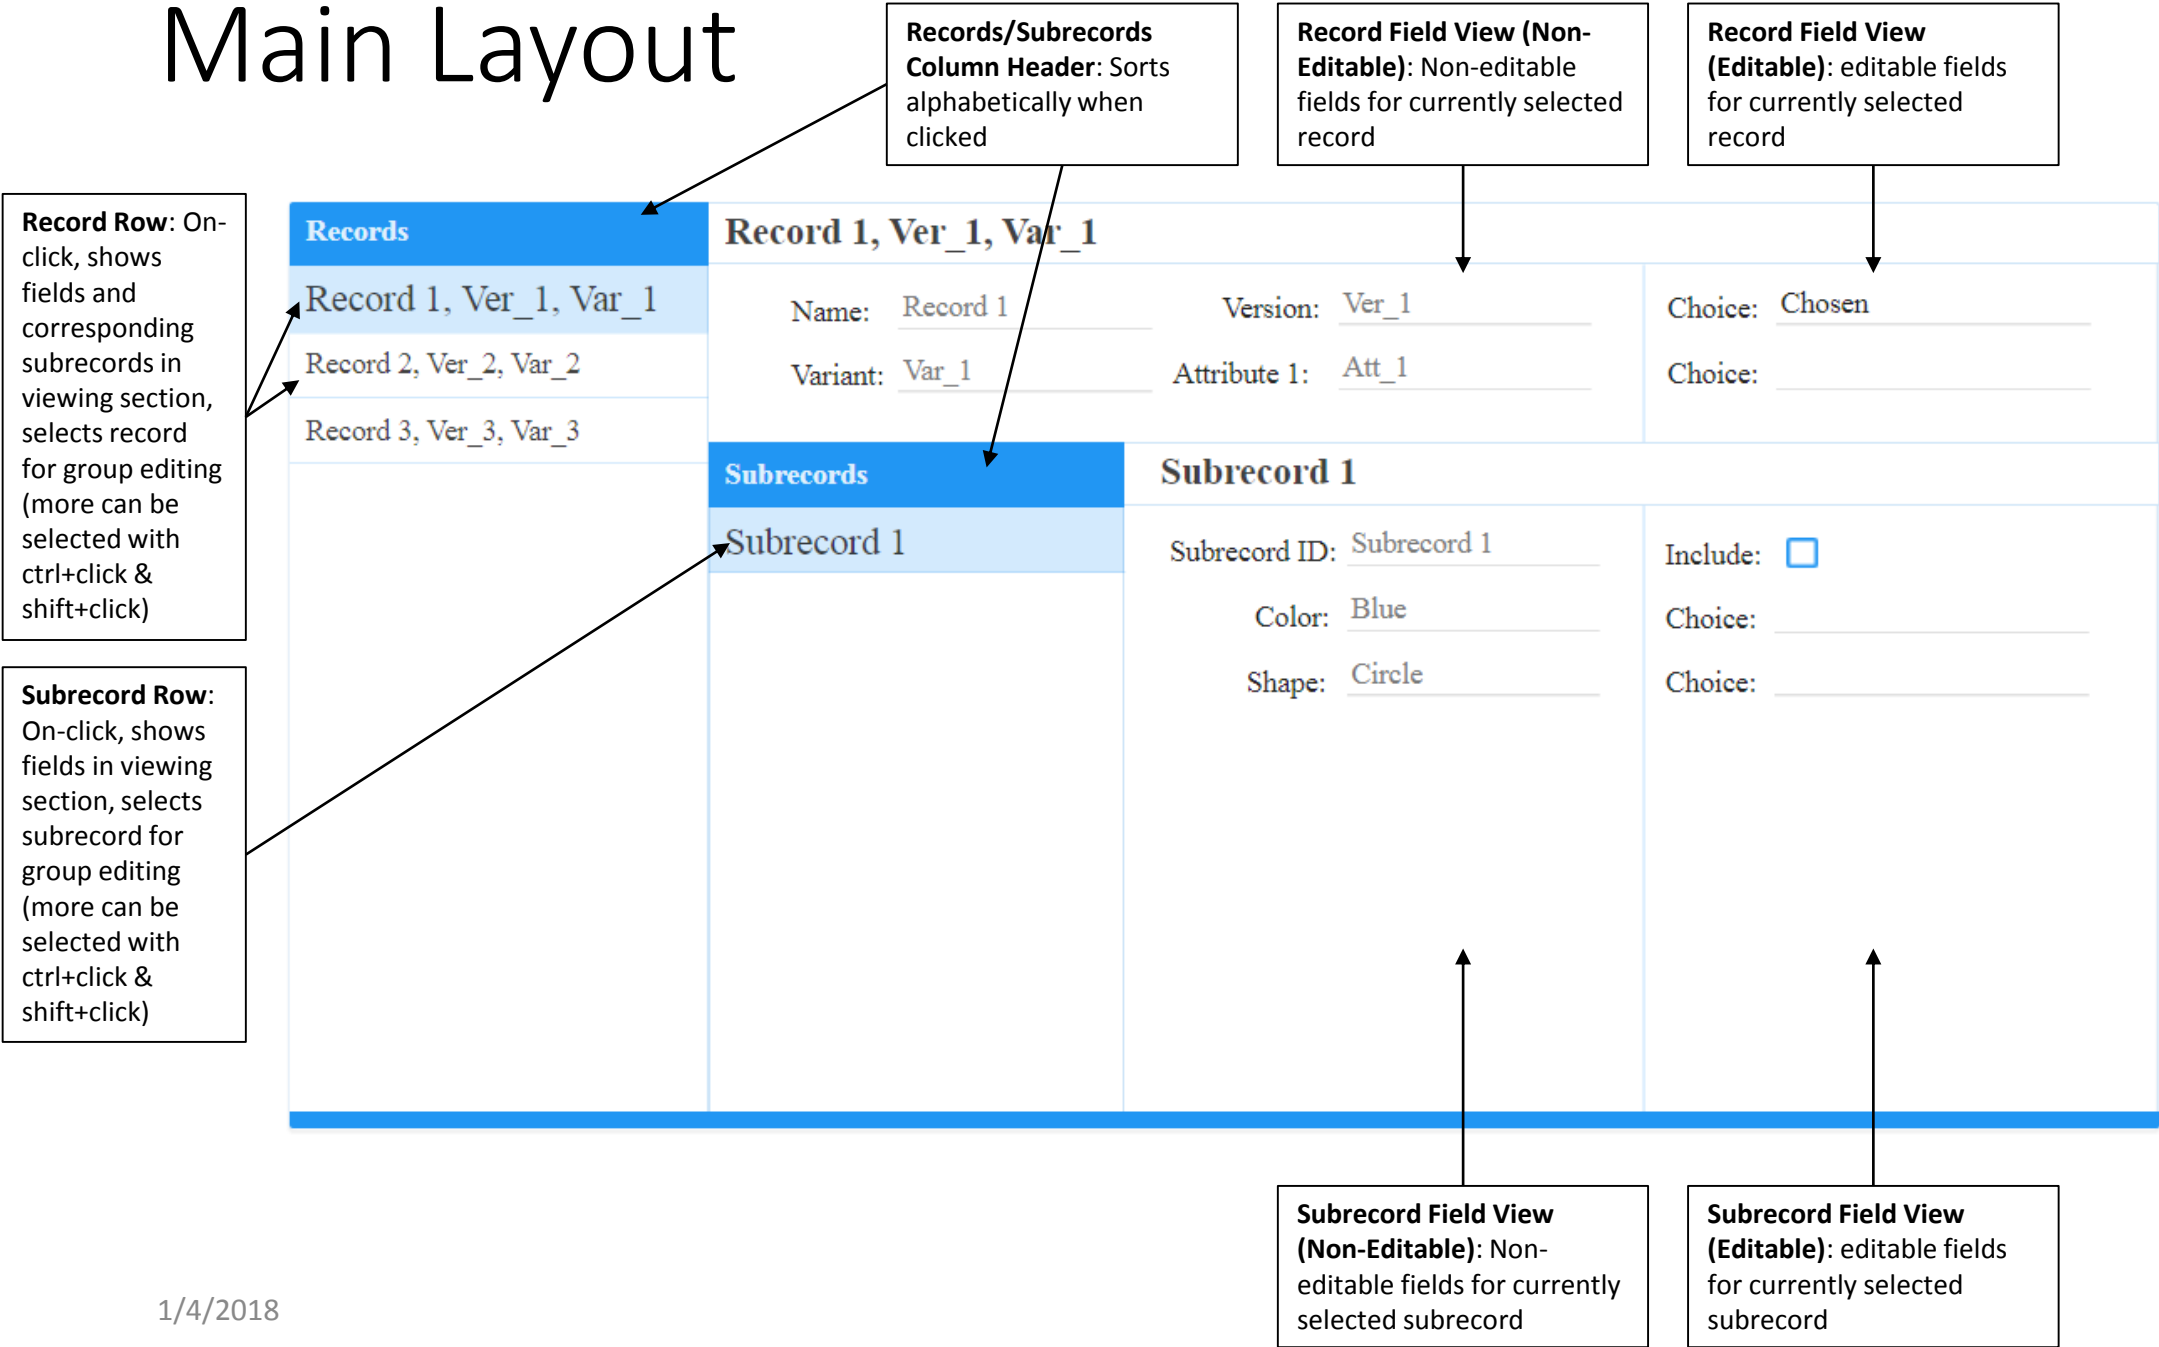 Main Layout
Records/Subrecords
Column Header: Sorts
alphabetically when
clicked
Record Field View (Non-
Editable): Non-editable
fields for currently selected
record
Record Field View
(Editable): editable fields
for currently selected
record
Record Row: On-
click, shows
fields and
corresponding
subrecords in
viewing section,
selects record
for group editing
(more can be
selected with
ctrl+click &
shift+click)
Subrecord Row:
On-click, shows
fields in viewing
section, selects
subrecord for
group editing
(more can be
selected with
ctrl+click &
shift+click)
Records
Record 1, Ver_1, Var_1
Record 2, Ver_2, Var_2
Record 3, Ver_3, Var_3
Record 1, Ver_1, Var_1
Name: Record 1 Version: Ver_1 Choice: Chosen
Variant: Var_1 Attribute 1: Att_1 Choice:
Subrecords
Subrecord 1
Subrecord 1
Subrecord ID: Subrecord 1 Include:
Color: Blue Choice:
Shape: Circle Choice:
Subrecord Field View
(Non-Editable): Non-
editable fields for currently
selected subrecord
Subrecord Field View
(Editable): editable fields
for currently selected
subrecord
1/4/2018